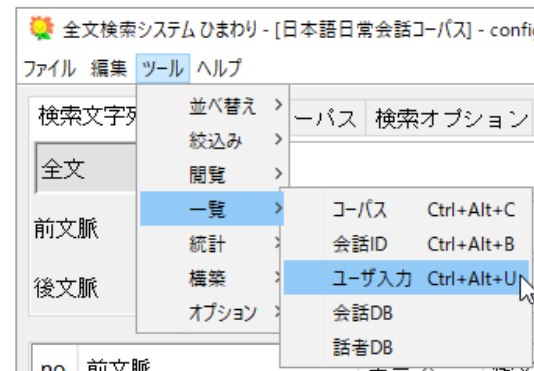 全文検索システム ひまわり - [日本語日常会話コーパス] - confi
ファイル 編集 ツール ヘルプ
検索文字列 ーパス 検索オプション
全文
前文脈
後文脈
並べ替え >
絞込み >
閲覧 >
一覧 >
統計 >
構築 >
オプション >
コーパス Ctrl+Alt+C
会話ID Ctrl+Alt+B
ユーザ入力 Ctrl+Alt+U
会話DB
話者DB
no 前文脈